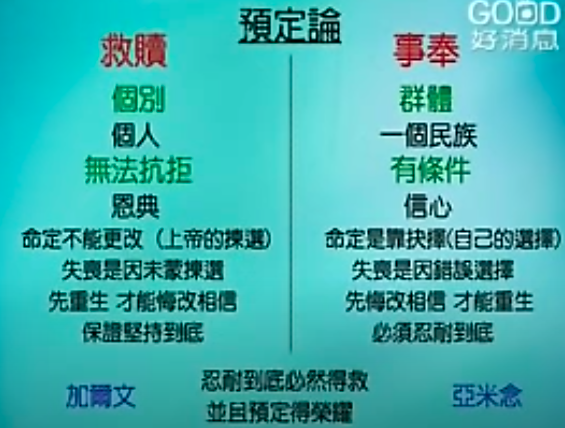 預定論
GOOD
好消息
救贖
個別
個人
無法抗拒
恩典
命定不能更改（上帝的揀選）
失喪是因未蒙揀選
先重生 才能悔改相信
保證堅持到底
加爾文
事奉
群體
一個民族
有條件
信心
命定是靠抉擇(自己的選擇)
失喪是因錯誤選擇
先悔改相信 才能重生
必須忍耐到底
亞米念
忍耐到底必然得救
並且預定得榮耀